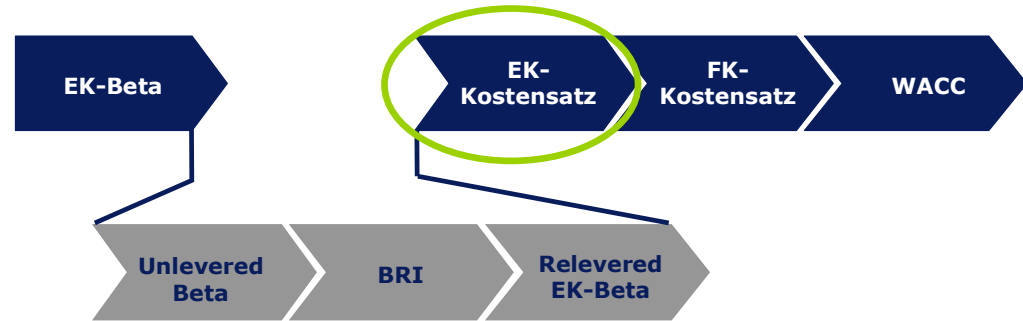 EK-Beta
EK-
Kostensatz
FK-
Kostensatz
WACC
Unlevered
Beta
BRI
Relevered
EK-Beta